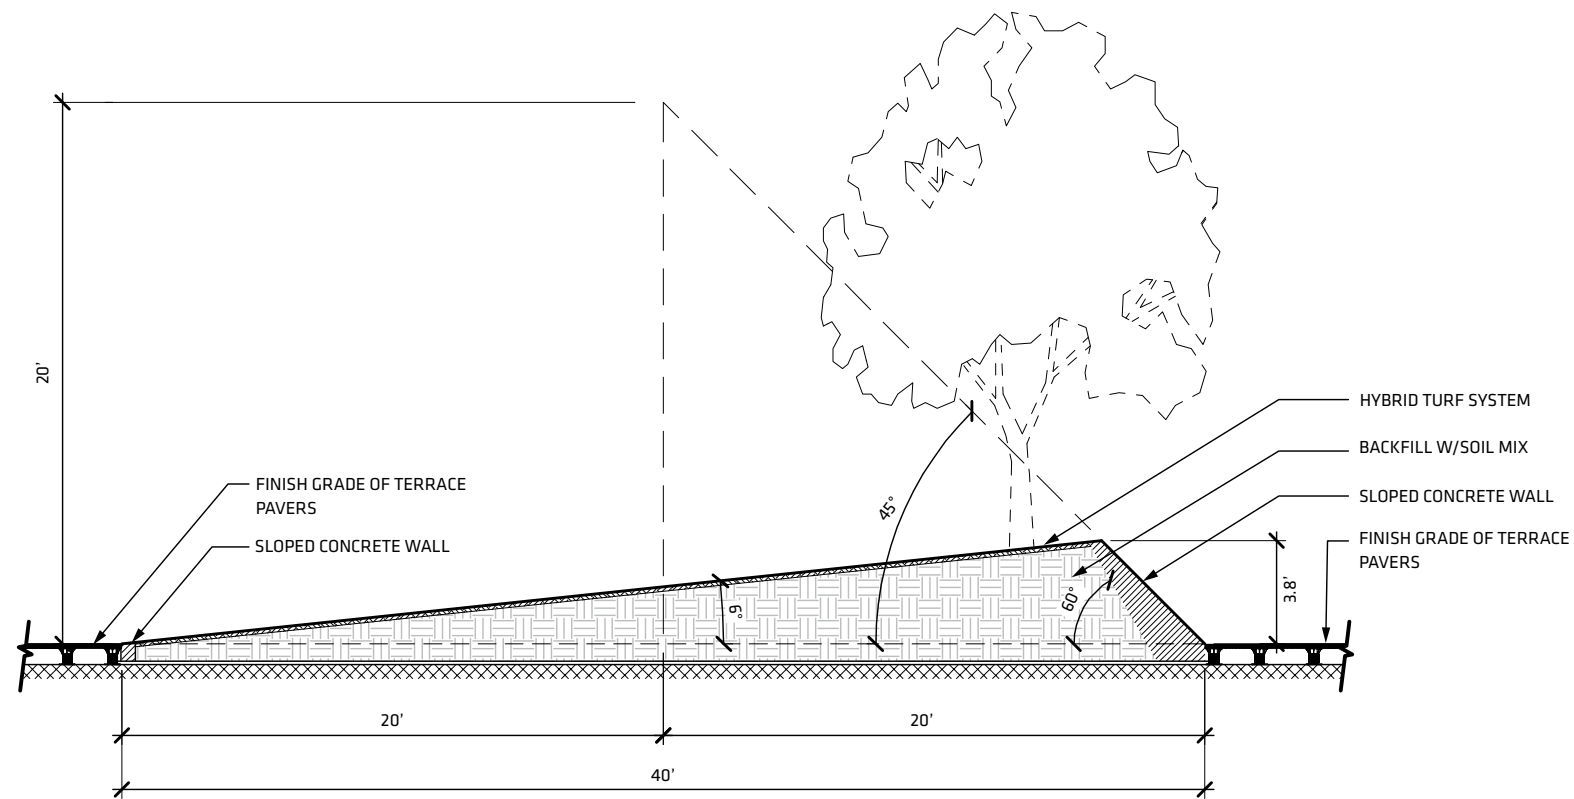 20'
45°
HYBRID TURF SYSTEM
BACKFILL W/SOIL MIX
FINISH GRADE OF TERRACE
PAVERS
SLOPED CONCRETE WALL
SLOPED CONCRETE WALL
FINISH GRADE OF TERRACE
PAVERS
6°
60°
3.8'
20'
20'
40'